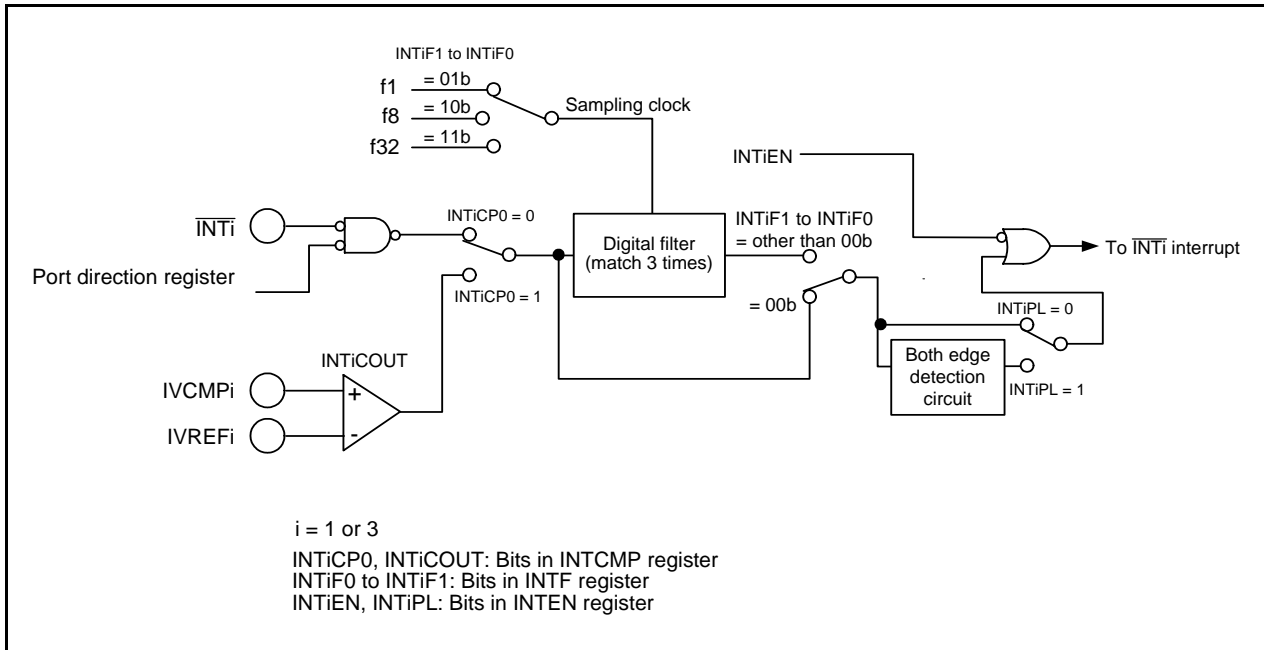 INTiF1 to INTiF0
f1
= 01b
f8
= 10b
f32
= 11b
Sampling clock
INTiEN
INTi
INTiCP0 = 0
Port direction register
INTiCP0 = 1
Digital filter
(match 3 times)
INTiF1 to INTiF0
= other than 00b
= 00b
To INTi interrupt
INTiPL = 0
Both edge
detection
circuit
INTiPL = 1
INTiCOUT
IVCMPi
+
IVREFi
-
i = 1 or 3
INTiCP0, INTiCOUT: Bits in INTCMP register
INTiF0 to INTiF1: Bits in INTF register
INTiEN, INTiPL: Bits in INTEN register